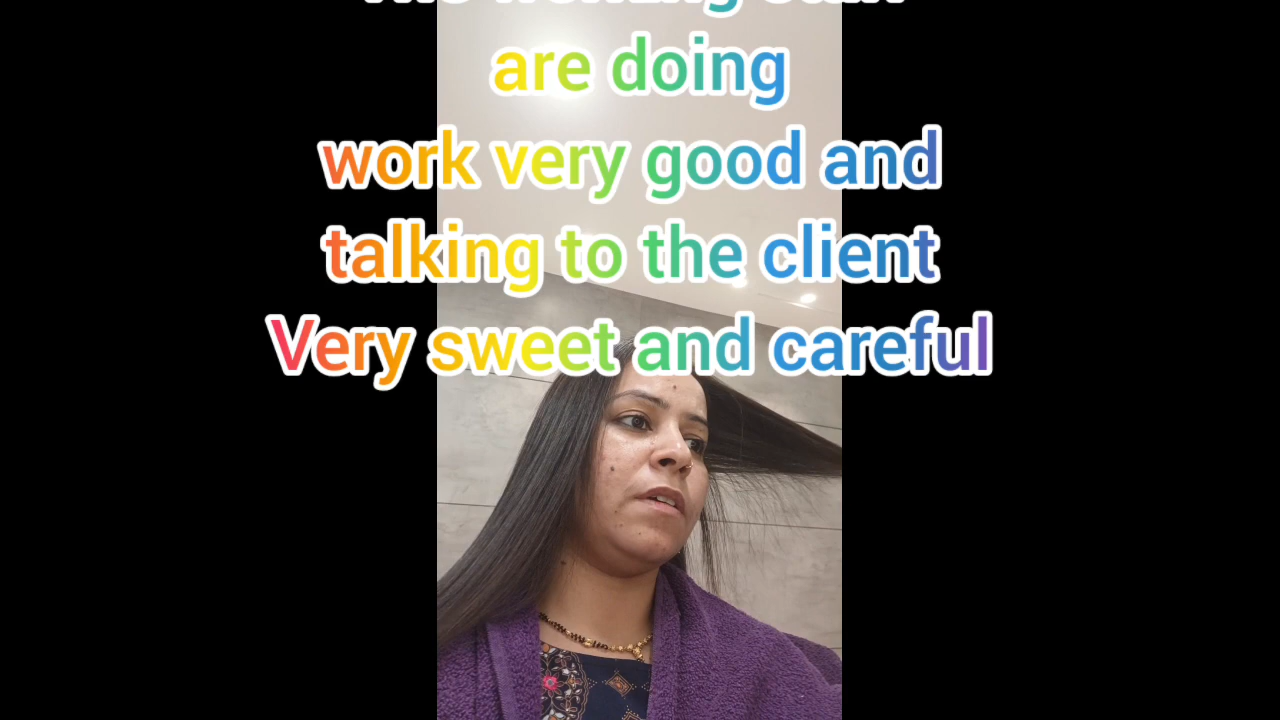 are doing
work very good and
talking to the client
Very sweet and careful